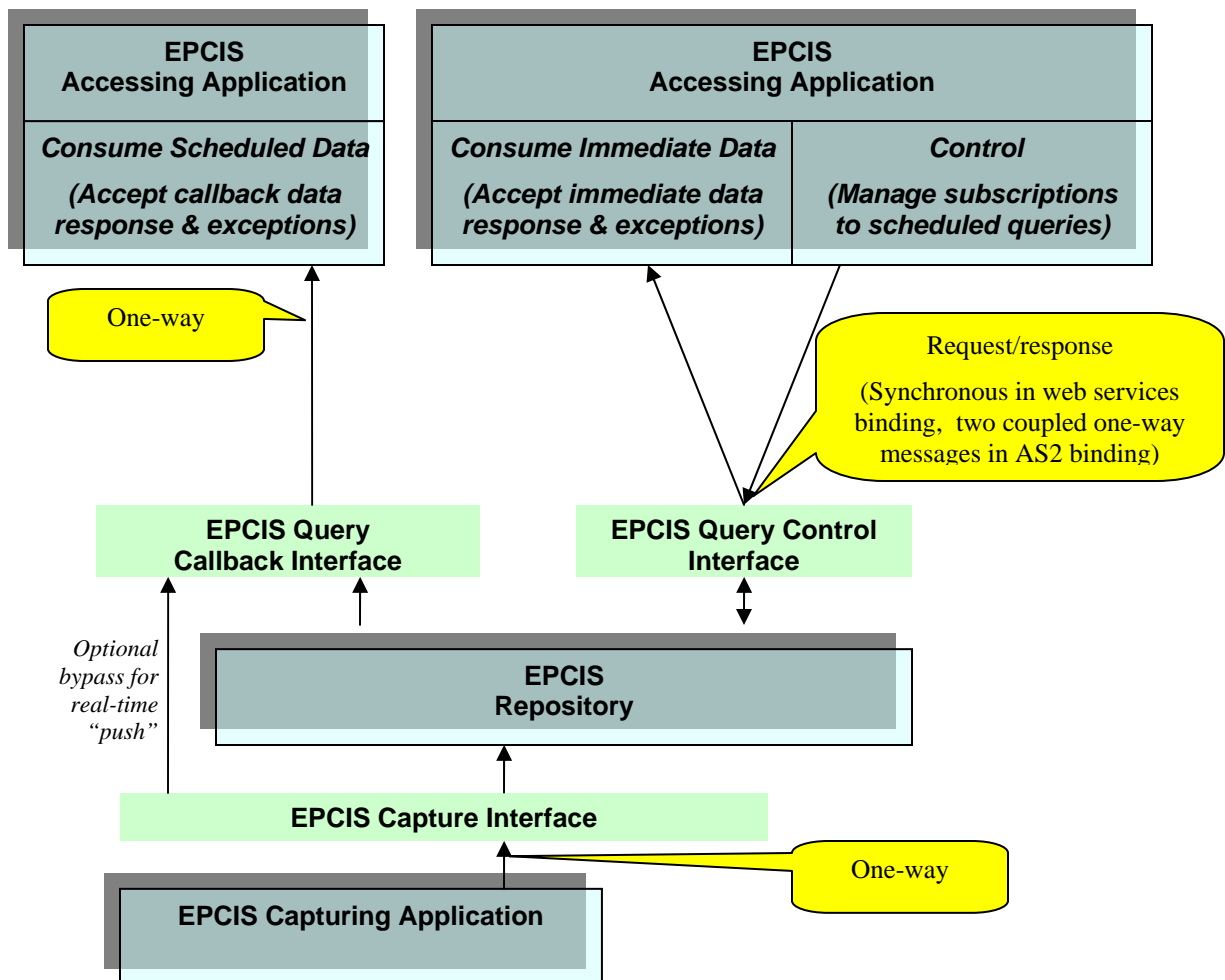 EPCIS
Accessing Application
Consume Scheduled Data
(Accept callback data
response & exceptions)
EPCIS
Accessing Application
Consume Immediate Data
(Accept immediate data
response & exceptions)
Control
(Manage subscriptions
to scheduled queries)
One-way
Request/response
(Synchronous in web services
binding, two coupled one-way
messages in AS2 binding)
EPCIS Query
Callback Interface
EPCIS Query Control
Interface
Optional
bypass for
real-time
“push”
EPCIS
Repository
EPCIS Capture Interface
One-way
EPCIS Capturing Application